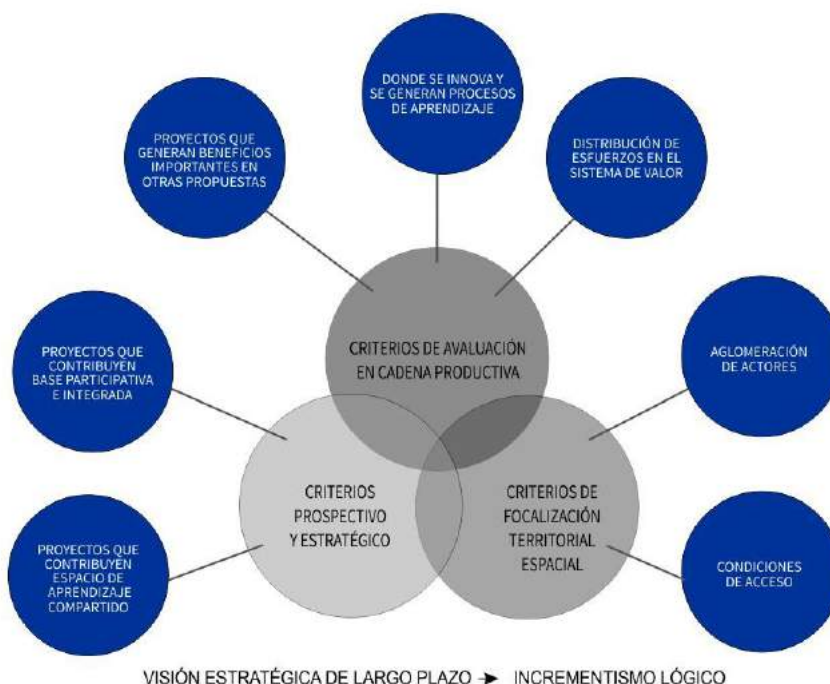 DONDE SE INNOVA Y
SE GENERAN PROCESOS
DE APRENDIZAJE
PROYECTOS QUE
GENERAN BENEFICIOS
IMPORTANTES EN
OTRAS PROPUESTAS
DISTRIBUCIÓN DE
ESFUERZOS EN EL
SISTEMA DE VALOR
CRITERIOS DE AVALUACIÓN
EN CADENA PRODUCTIVA
PROYECTOS QUE
CONTRIBUYEN
BASE PARTICIPATIVA
E INTEGRADA
AGLOMERACIÓN
DE ACTORES
CRITERIOS
PROSPECTIVO
Y ESTRATÉGICO
CRITERIOS DE
FOCALIZACIÓN
TERRITORIAL
ESPACIAL
PROYECTOS QUE
CONTRIBUYEN
ESPACIO DE
APRENDIZAJE
COMPARTIDO
CONDICIONES
DE ACCESO
VISIÓN ESTRATÉGICA DE LARGO PLAZO → INCREMENTISMO LÓGICO